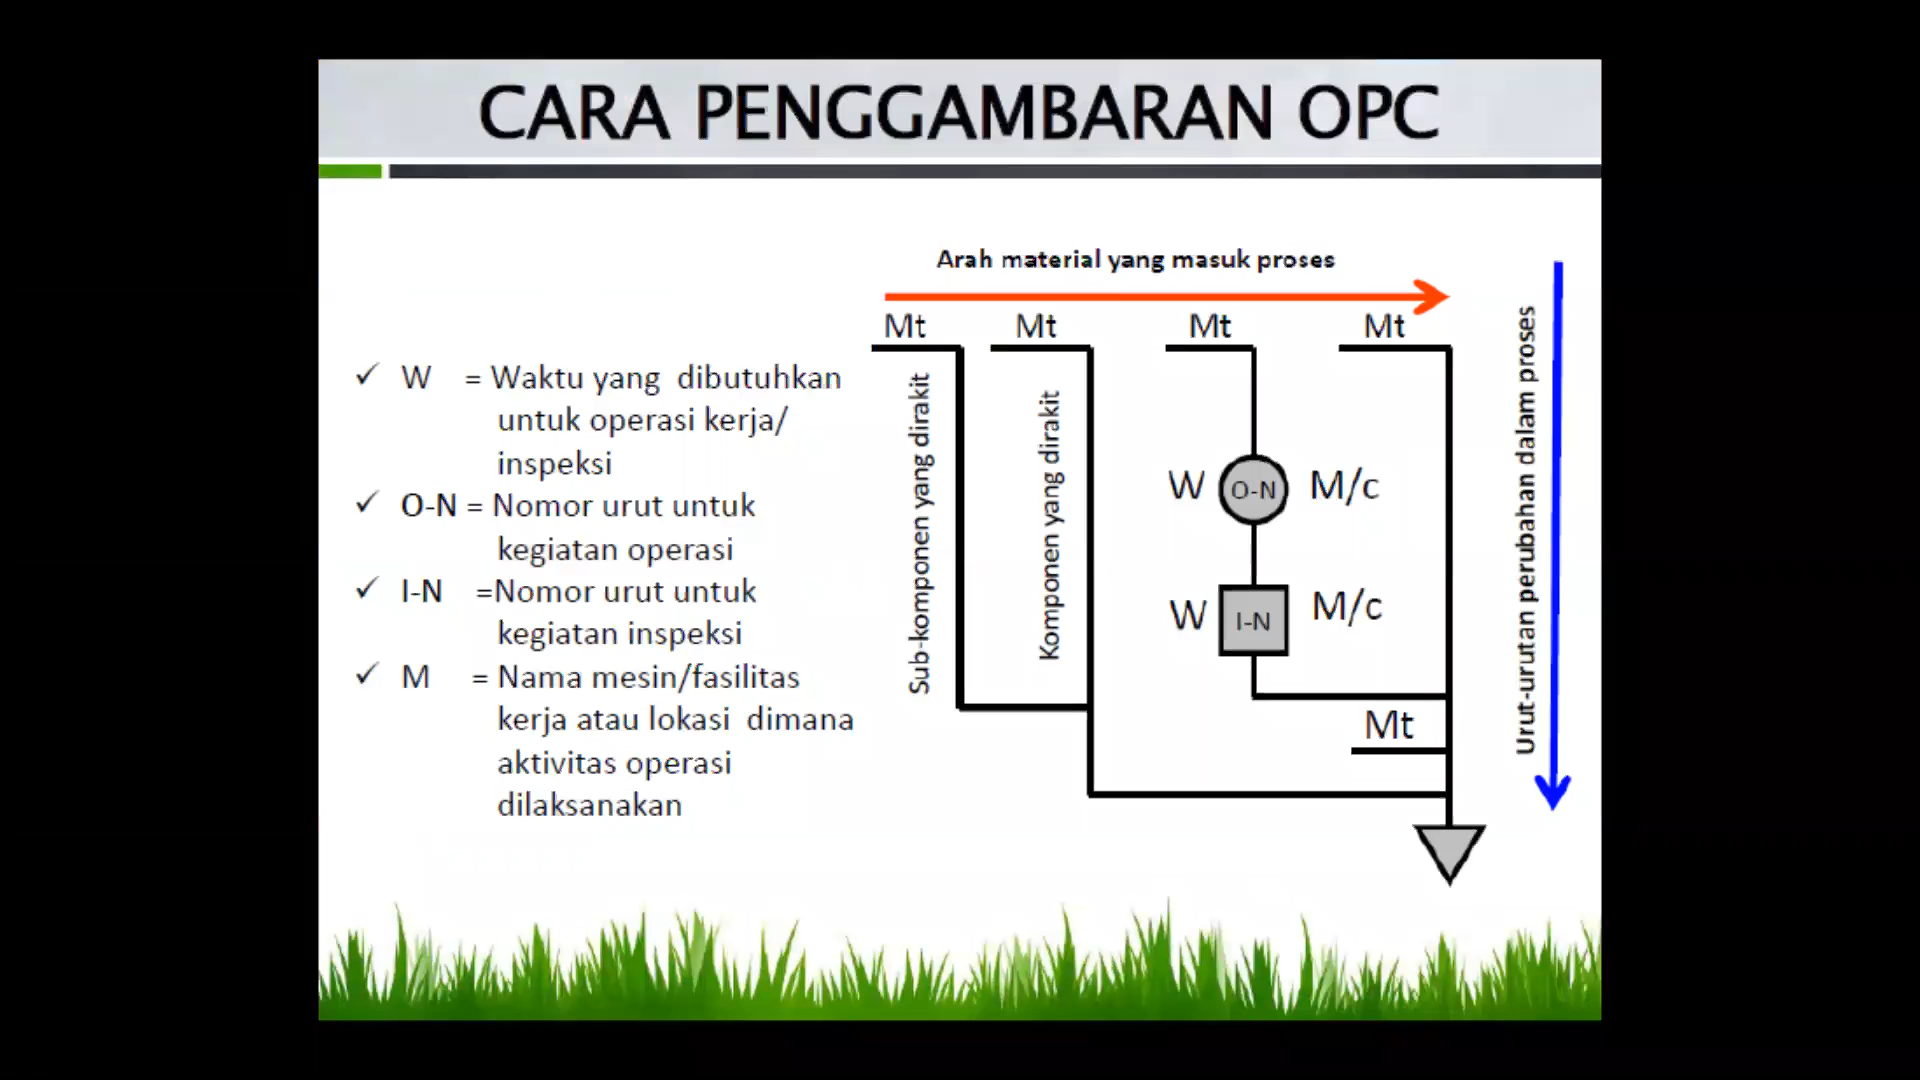 CARA PENGGAMBARAN OPC
Arah material yang masuk proses
Mt Mt Mt Mt
✓ W = Waktu yang dibutuhkan
untuk operasi kerja/
inspeksi
✓ O-N = Nomor urut untuk
kegiatan operasi
✓ I-N =Nomor urut untuk
kegiatan inspeksi
✓ M = Nama mesin/fasilitas
kerja atau lokasi dimana
aktivitas operasi
dilaksanakan
Sub-komponen yang dirakit
Komponen yang dirakit
W O-N M/c
W I-N M/c
Mt
Urut-urutan perubahan dalam proses